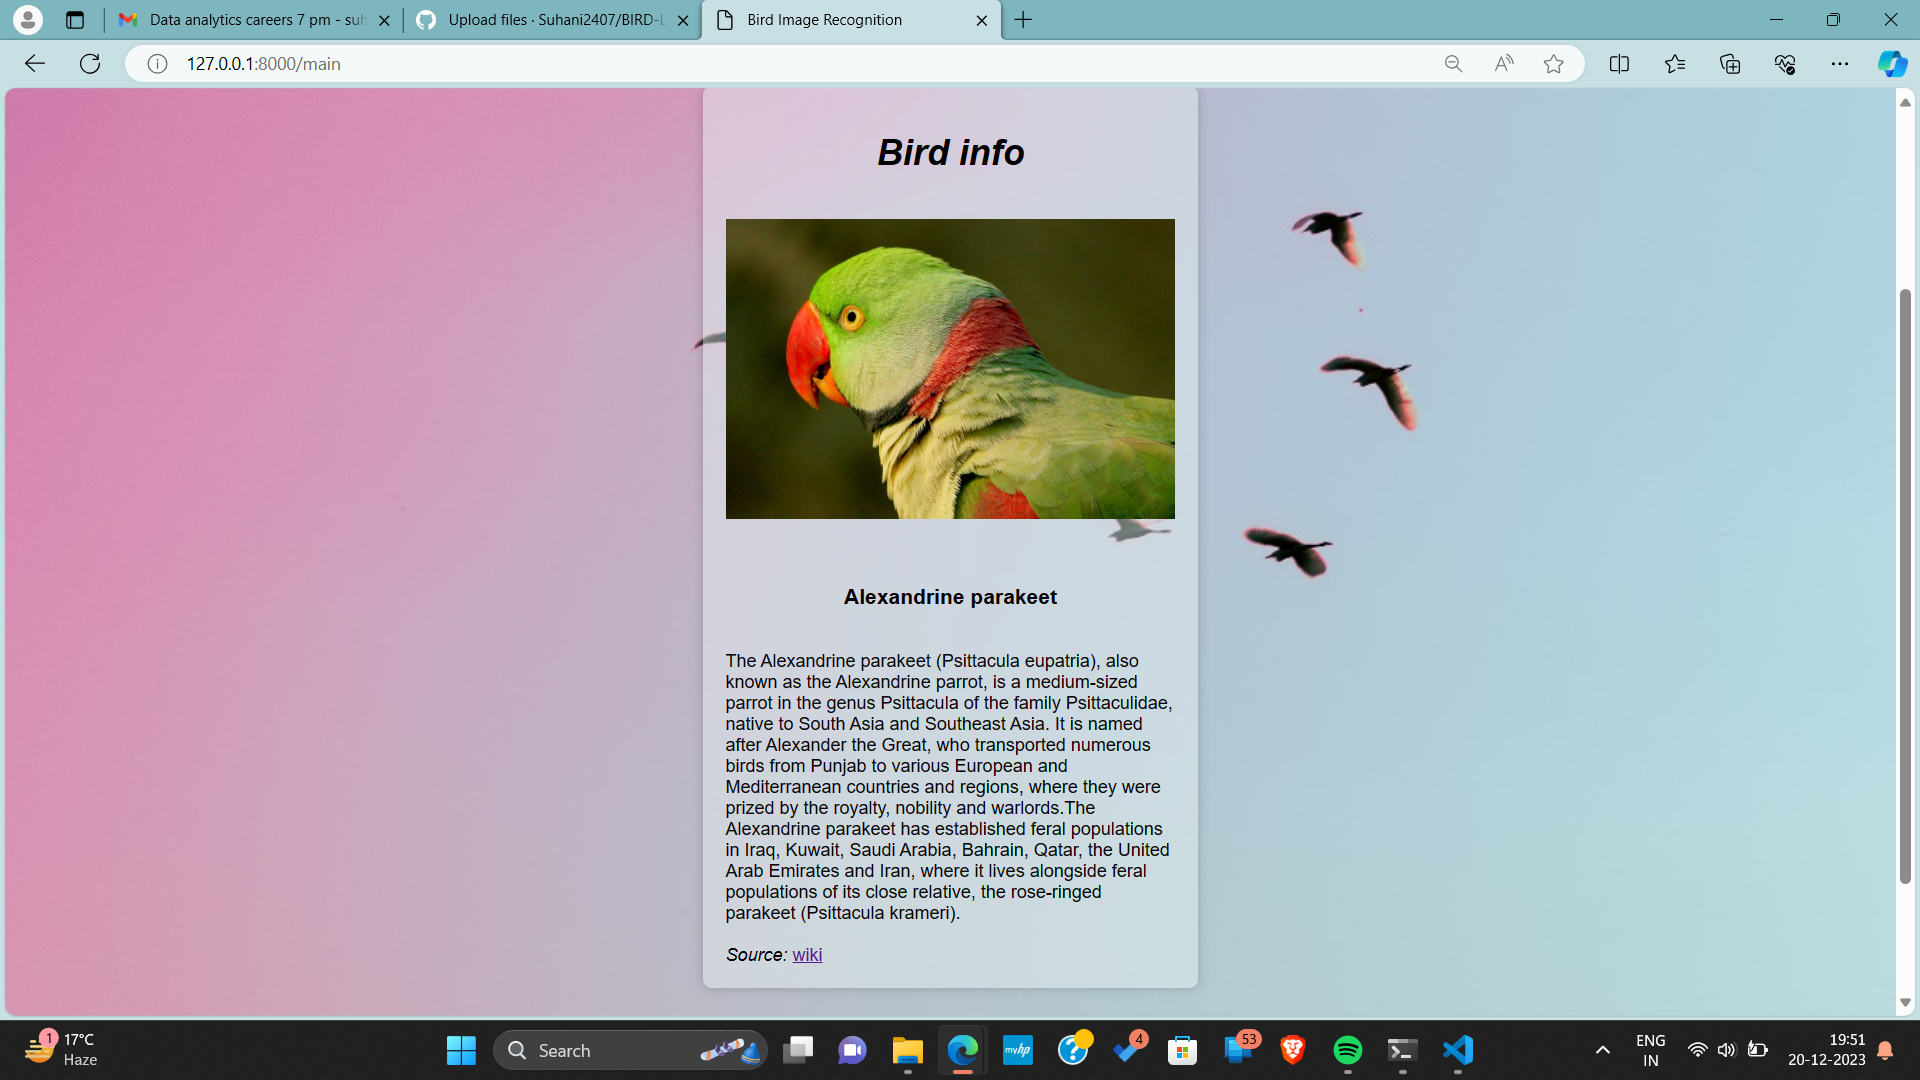 Data analytics careers 7 pm - suh
Upload files · Suhani2407/BIRD-L
Bird Image Recognition
127.0.0.1:8000/main
Bird info
Alexandrine parakeet
The Alexandrine parakeet (Psittacula eupatria), also
known as the Alexandrine parrot, is a medium-sized
parrot in the genus Psittacula of the family Psittaculidae,
native to South Asia and Southeast Asia. It is named
after Alexander the Great, who transported numerous
birds from Punjab to various European and
Mediterranean countries and regions, where they were
prized by the royalty, nobility and warlords.The
Alexandrine parakeet has established feral populations
in Iraq, Kuwait, Saudi Arabia, Bahrain, Qatar, the United
Arab Emirates and Iran, where it lives alongside feral
populations of its close relative, the rose-ringed
parakeet (Psittacula krameri).
Source: wiki
1
17°C
Haze
Search
myhp
4
53
ENG
IN
19:51
20-12-2023